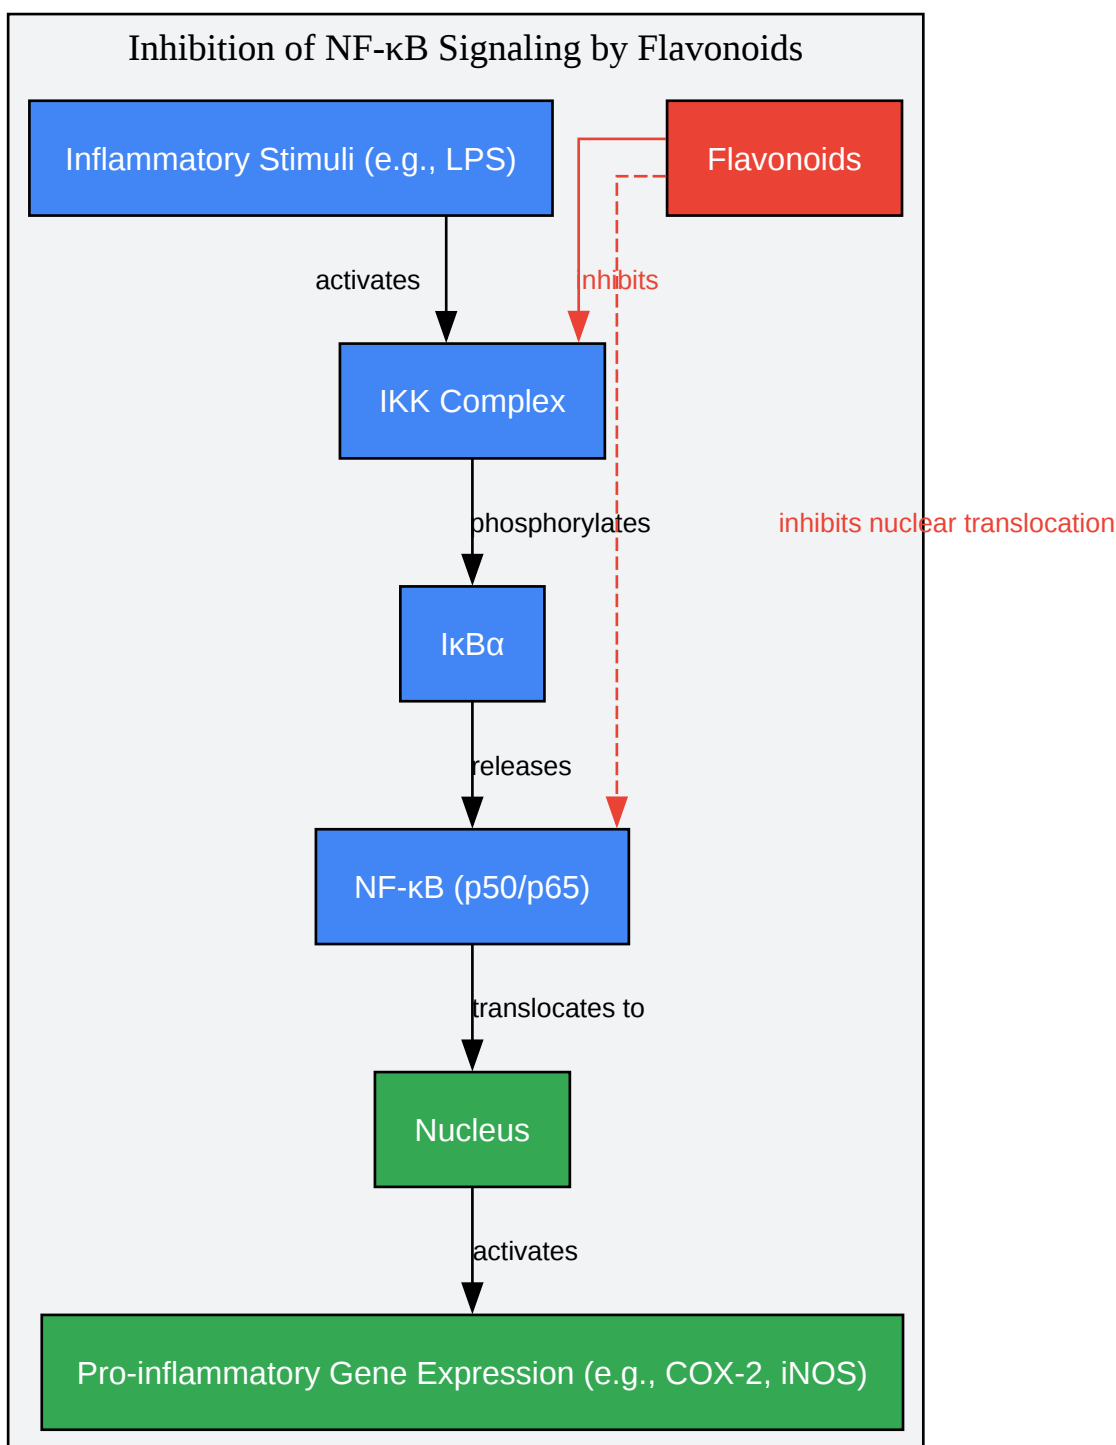 Inhibition of NF-κB Signaling by Flavonoids
Inflammatory Stimuli (e.g., LPS)
Flavonoids
activates
inhibits
IKK Complex
phosphorylates
inhibits nuclear translocation
IκBα
releases
NF-κB (p50/p65)
translocates to
Nucleus
activates
Pro-inflammatory Gene Expression (e.g., COX-2, iNOS)